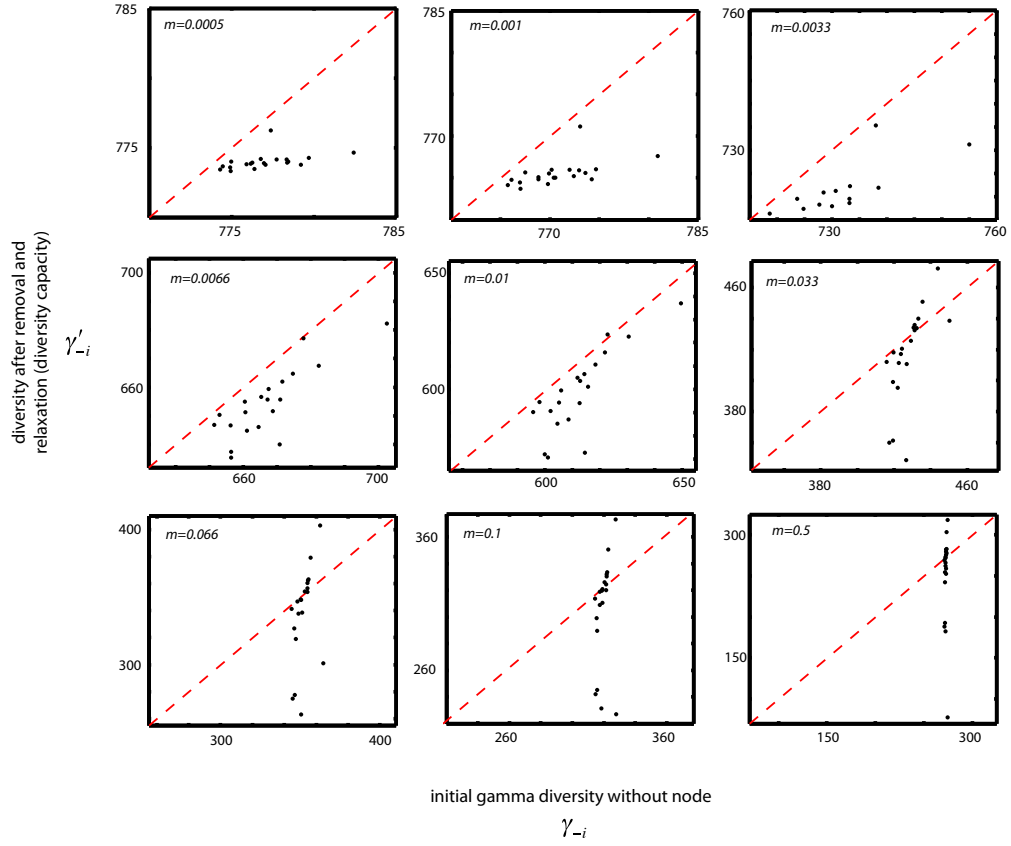 785
m=0.0005
775
775
785
785
m=0.001
770
770
785
760
m=0.0033
730
730
760
700
m=0.0066
660
660
700
650
m=0.01
600
600
650
460
m=0.033
380
380
460
400
m=0.066
300
300
400
360
m=0.1
260
260
360
300
m=0.5
150
150
300
diversity after removal and
relaxation (diversity capacity)
γ′₋ᵢ
initial gamma diversity without node
γ₋ᵢ